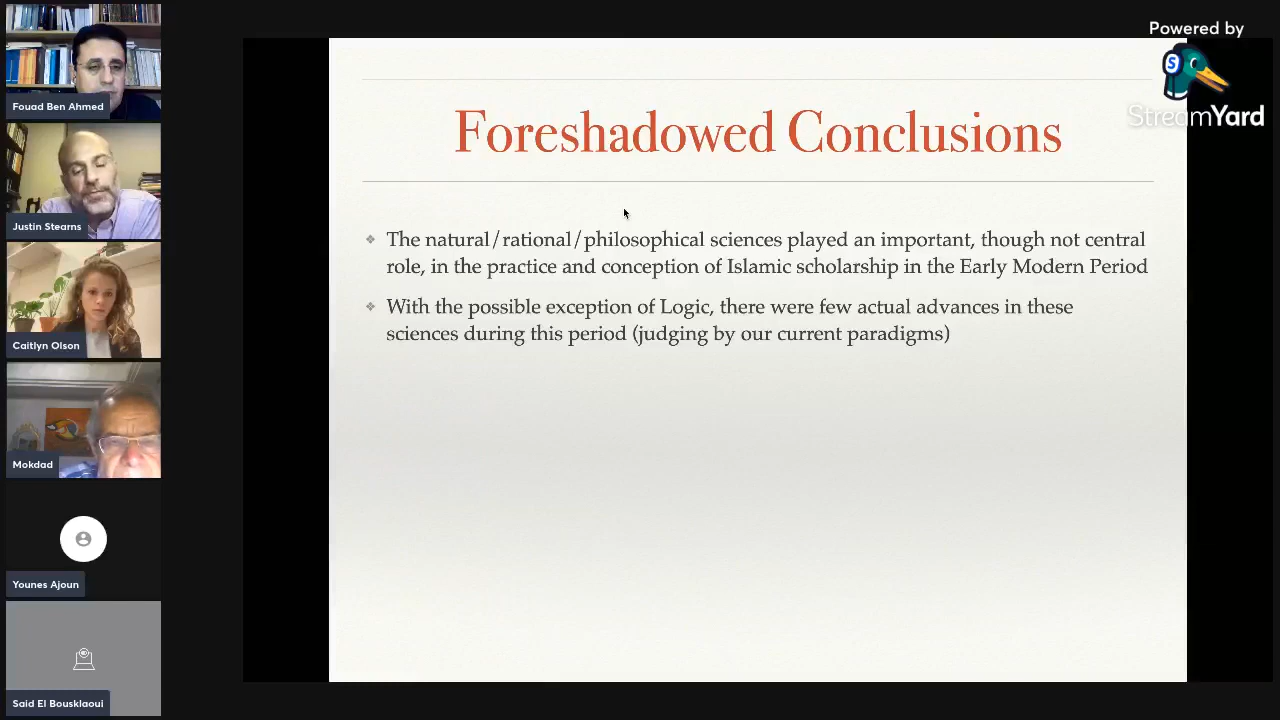 Powered by
StreamYard
Fouad Ben Ahmed
Justin Stearns
Caitlyn Olson
Mokdad
Younes Ajoun
Said El Bousklaoui
Foreshadowed Conclusions
The natural/rational/philosophical sciences played an important, though not central
role, in the practice and conception of Islamic scholarship in the Early Modern Period
With the possible exception of Logic, there were few actual advances in these
sciences during this period (judging by our current paradigms)